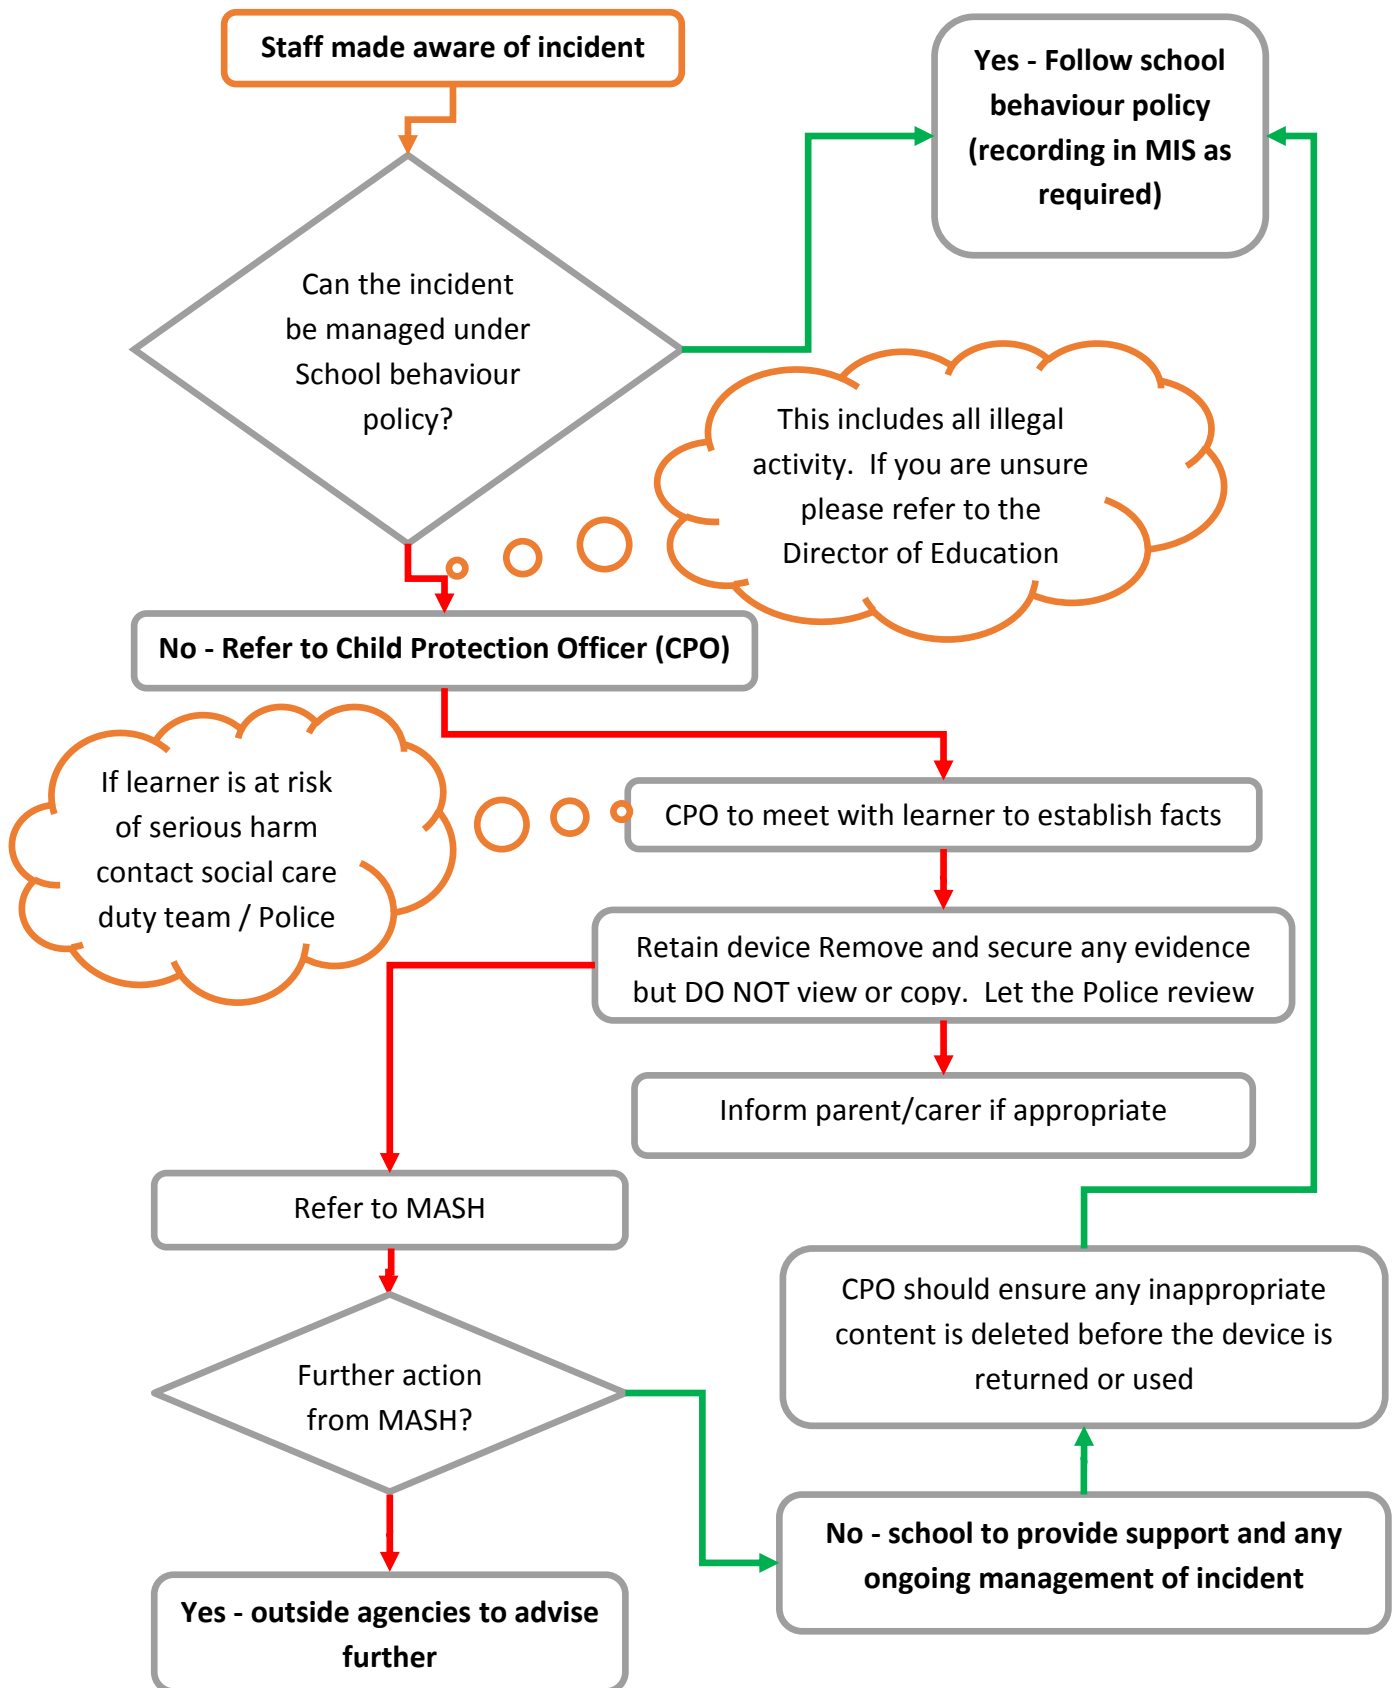 Staff made aware of incident
Yes - Follow school
behaviour policy
(recording in MIS as
required)
Can the incident
be managed under
School behaviour
policy?
This includes all illegal
activity.  If you are unsure
please refer to the
Director of Education
No - Refer to Child Protection Officer (CPO)
If learner is at risk
of serious harm
contact social care
duty team / Police
CPO to meet with learner to establish facts
Retain device Remove and secure any evidence
but DO NOT view or copy.  Let the Police review
Inform parent/carer if appropriate
Refer to MASH
CPO should ensure any inappropriate
content is deleted before the device is
returned or used
Further action
from MASH?
No - school to provide support and any
ongoing management of incident
Yes - outside agencies to advise
further